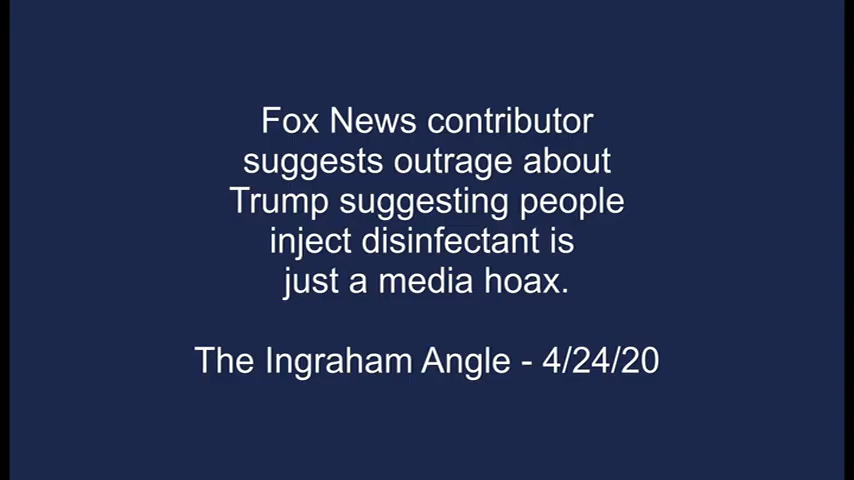 Fox News contributor
suggests outrage about
Trump suggesting people
inject disinfectant is
just a media hoax.
The Ingraham Angle - 4/24/20